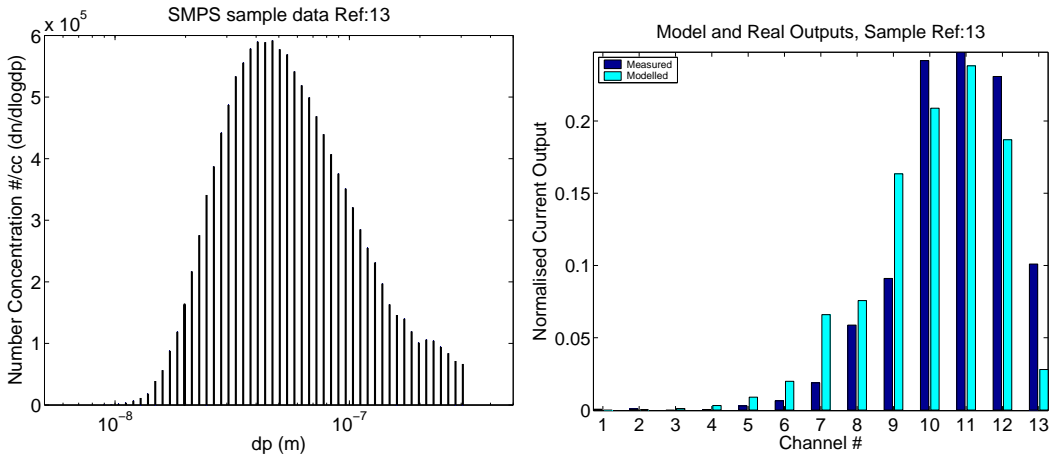 SMPS sample data Ref:13
x 10⁵
6
5
4
3
2
1
0
Number Concentration #/cc (dn/dlogdp)
10⁻⁸
10⁻⁷
dp (m)
Model and Real Outputs, Sample Ref:13
Measured
Modelled
0.2
0.15
0.1
0.05
0
Normalised Current Output
1 2 3 4 5 6 7 8 9 10 11 12 13
Channel #